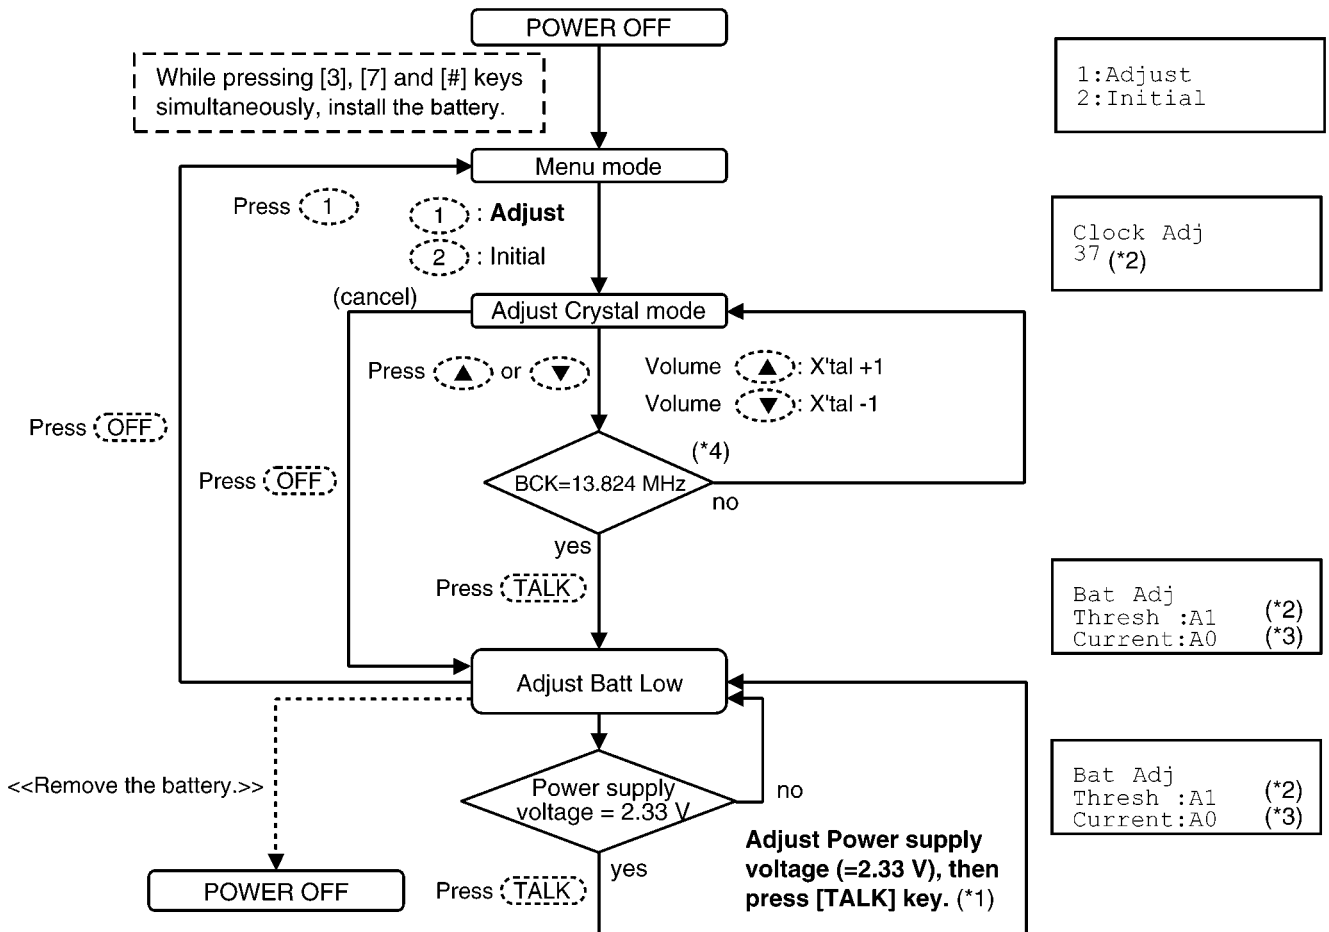 POWER OFF
While pressing [3], [7] and [#] keys
simultaneously, install the battery.
1:Adjust
2:Initial
Menu mode
Press 1
1 : Adjust
2 : Initial
Clock Adj
37 (*2)
(cancel)
Adjust Crystal mode
Press ▲ or ▼
Volume ▲: X'tal +1
Volume ▼: X'tal -1
Press OFF
Press OFF
(*4)
BCK=13.824 MHz
no
yes
Press TALK
Bat Adj
Thresh :A1 (*2)
Current:A0 (*3)
Adjust Batt Low
<<Remove the battery.>>
Power supply
voltage = 2.33 V
no
Bat Adj
Thresh :A1 (*2)
Current:A0 (*3)
Adjust Power supply
voltage (=2.33 V), then
press [TALK] key. (*1)
yes
Press TALK
POWER OFF